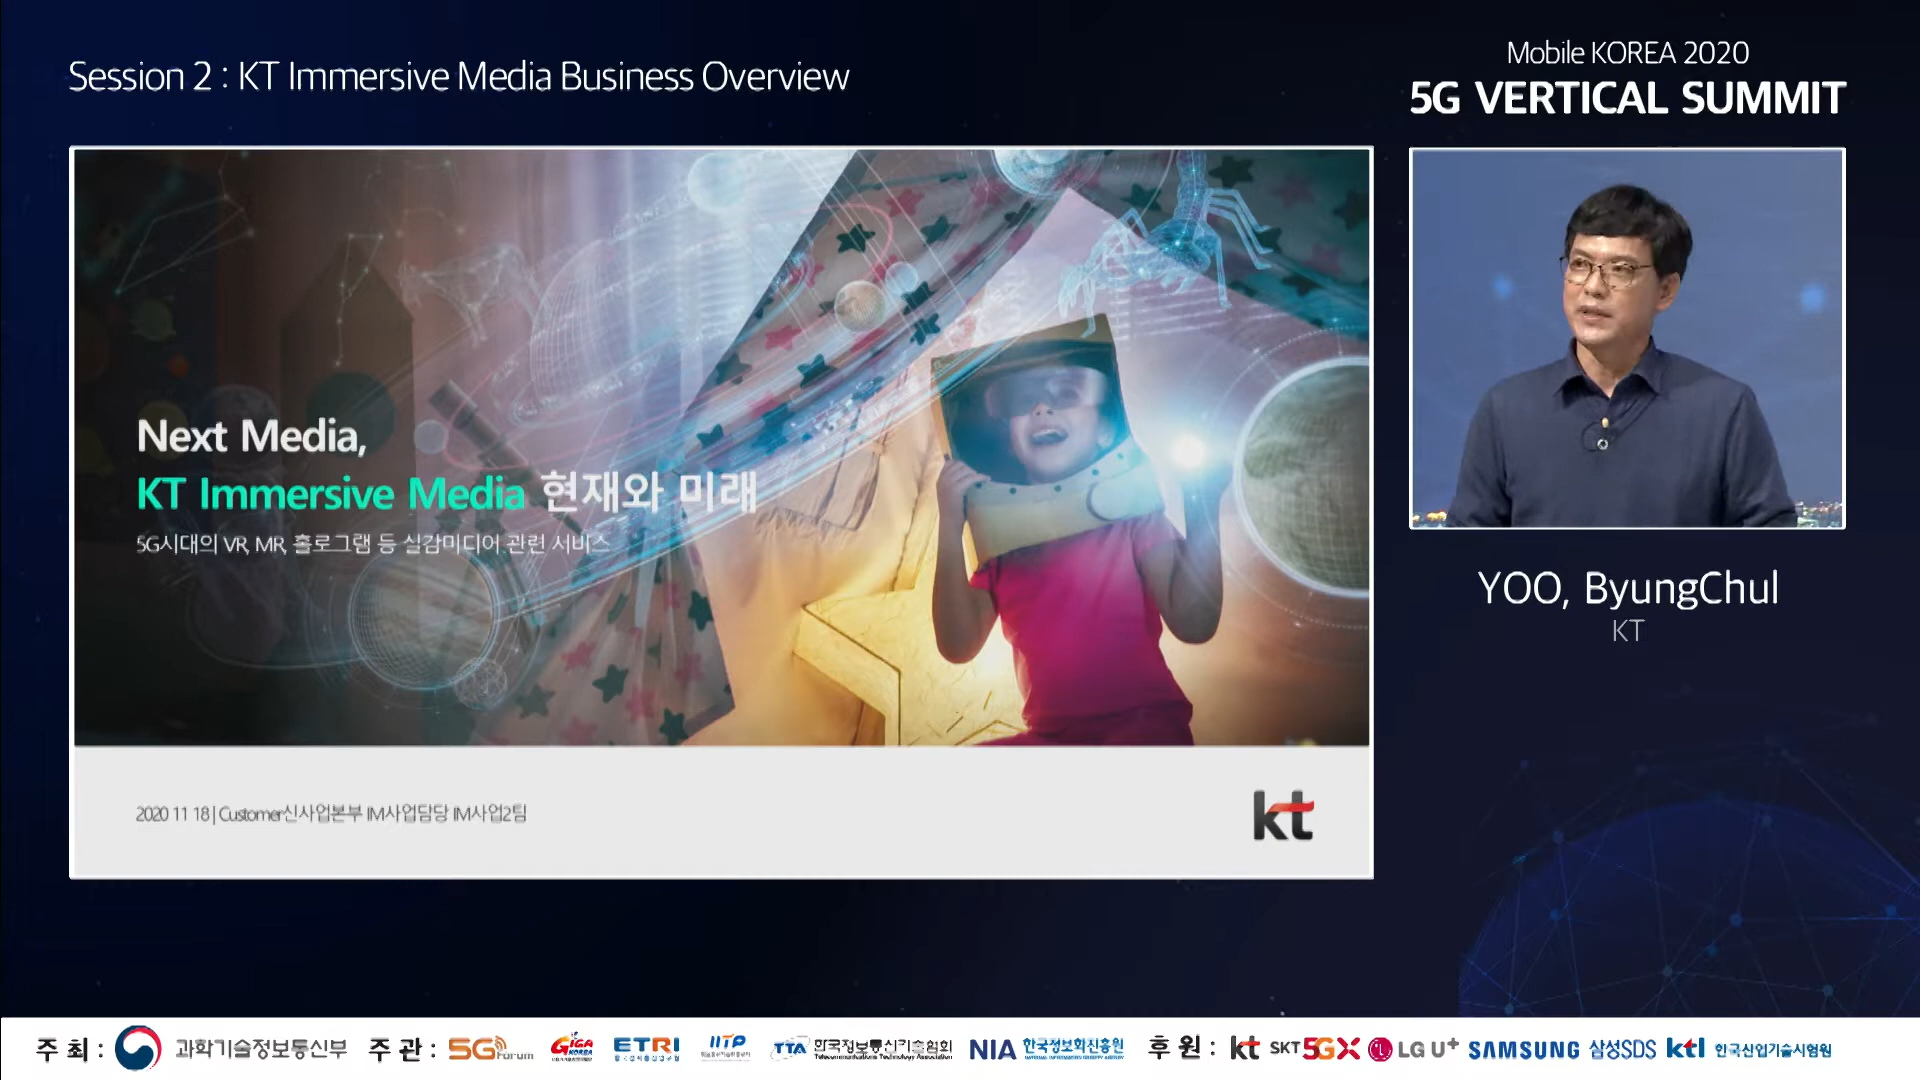 Session 2 : KT Immersive Media Business Overview
Mobile KOREA 2020
5G VERTICAL SUMMIT
Next Media,
KT Immersive Media 현재와 미래
5G시대의 VR, MR, 홀로그램 등 실감미디어 관련 서비스
2020 11 18 | Customer신사업본부 IM사업담당 IM사업2팀
kt
YOO, ByungChul
KT
주 최 : 과학기술정보통신부 주 관 : 5G Forum GiGA KOREA ETRI IITP TTA 한국정보통신기술협회 Telecommunications Technology Association NIA 한국정보화진흥원 후 원 : kt SKT 5GX LG U+ SAMSUNG 삼성SDS ktl 한국산업기술시험원